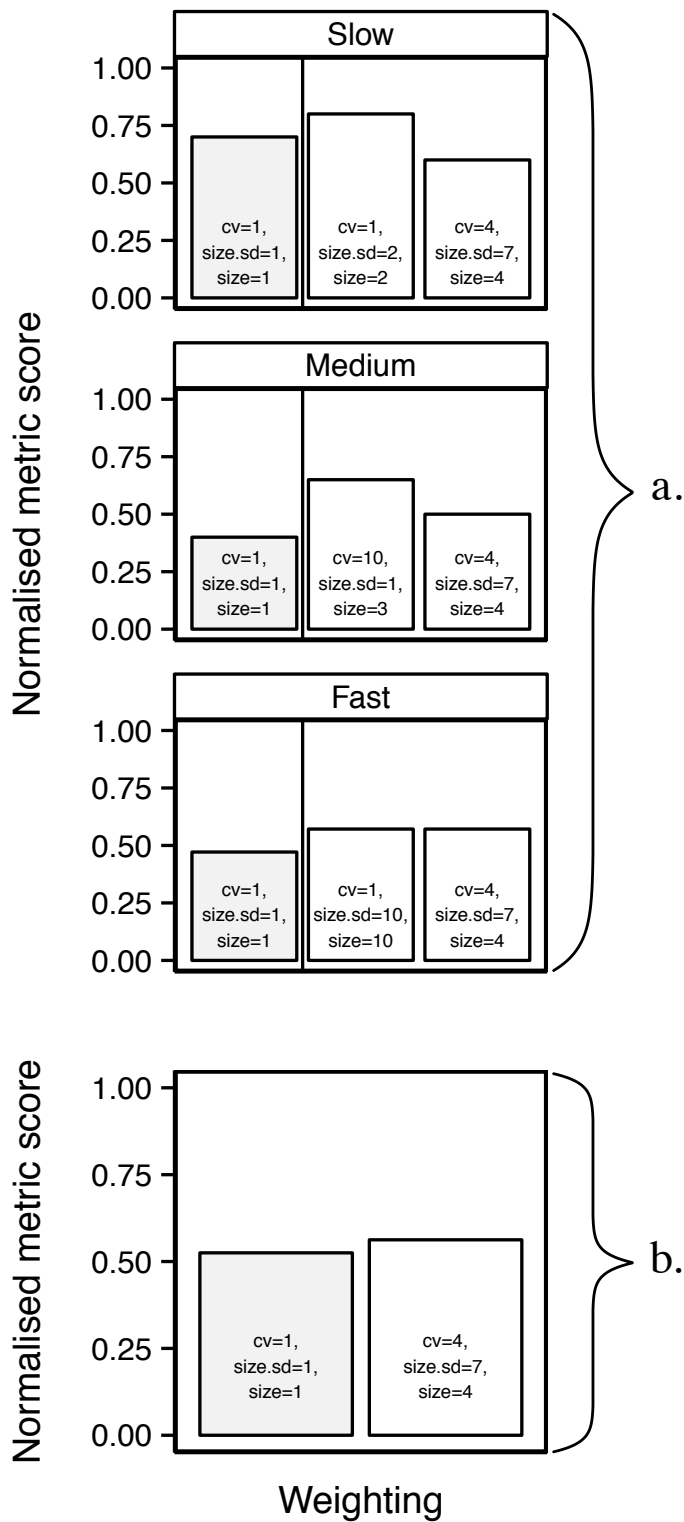 Slow
1.00
0.75
0.50
0.25
0.00
cv=1,
size.sd=1,
size=1
cv=1,
size.sd=2,
size=2
cv=4,
size.sd=7,
size=4
Medium
1.00
0.75
0.50
0.25
0.00
cv=1,
size.sd=1,
size=1
cv=10,
size.sd=1,
size=3
cv=4,
size.sd=7,
size=4
Fast
1.00
0.75
0.50
0.25
0.00
cv=1,
size.sd=1,
size=1
cv=1,
size.sd=10,
size=10
cv=4,
size.sd=7,
size=4
Normalised metric score
a.
1.00
0.75
0.50
0.25
0.00
cv=1,
size.sd=1,
size=1
cv=4,
size.sd=7,
size=4
Normalised metric score
b.
Weighting